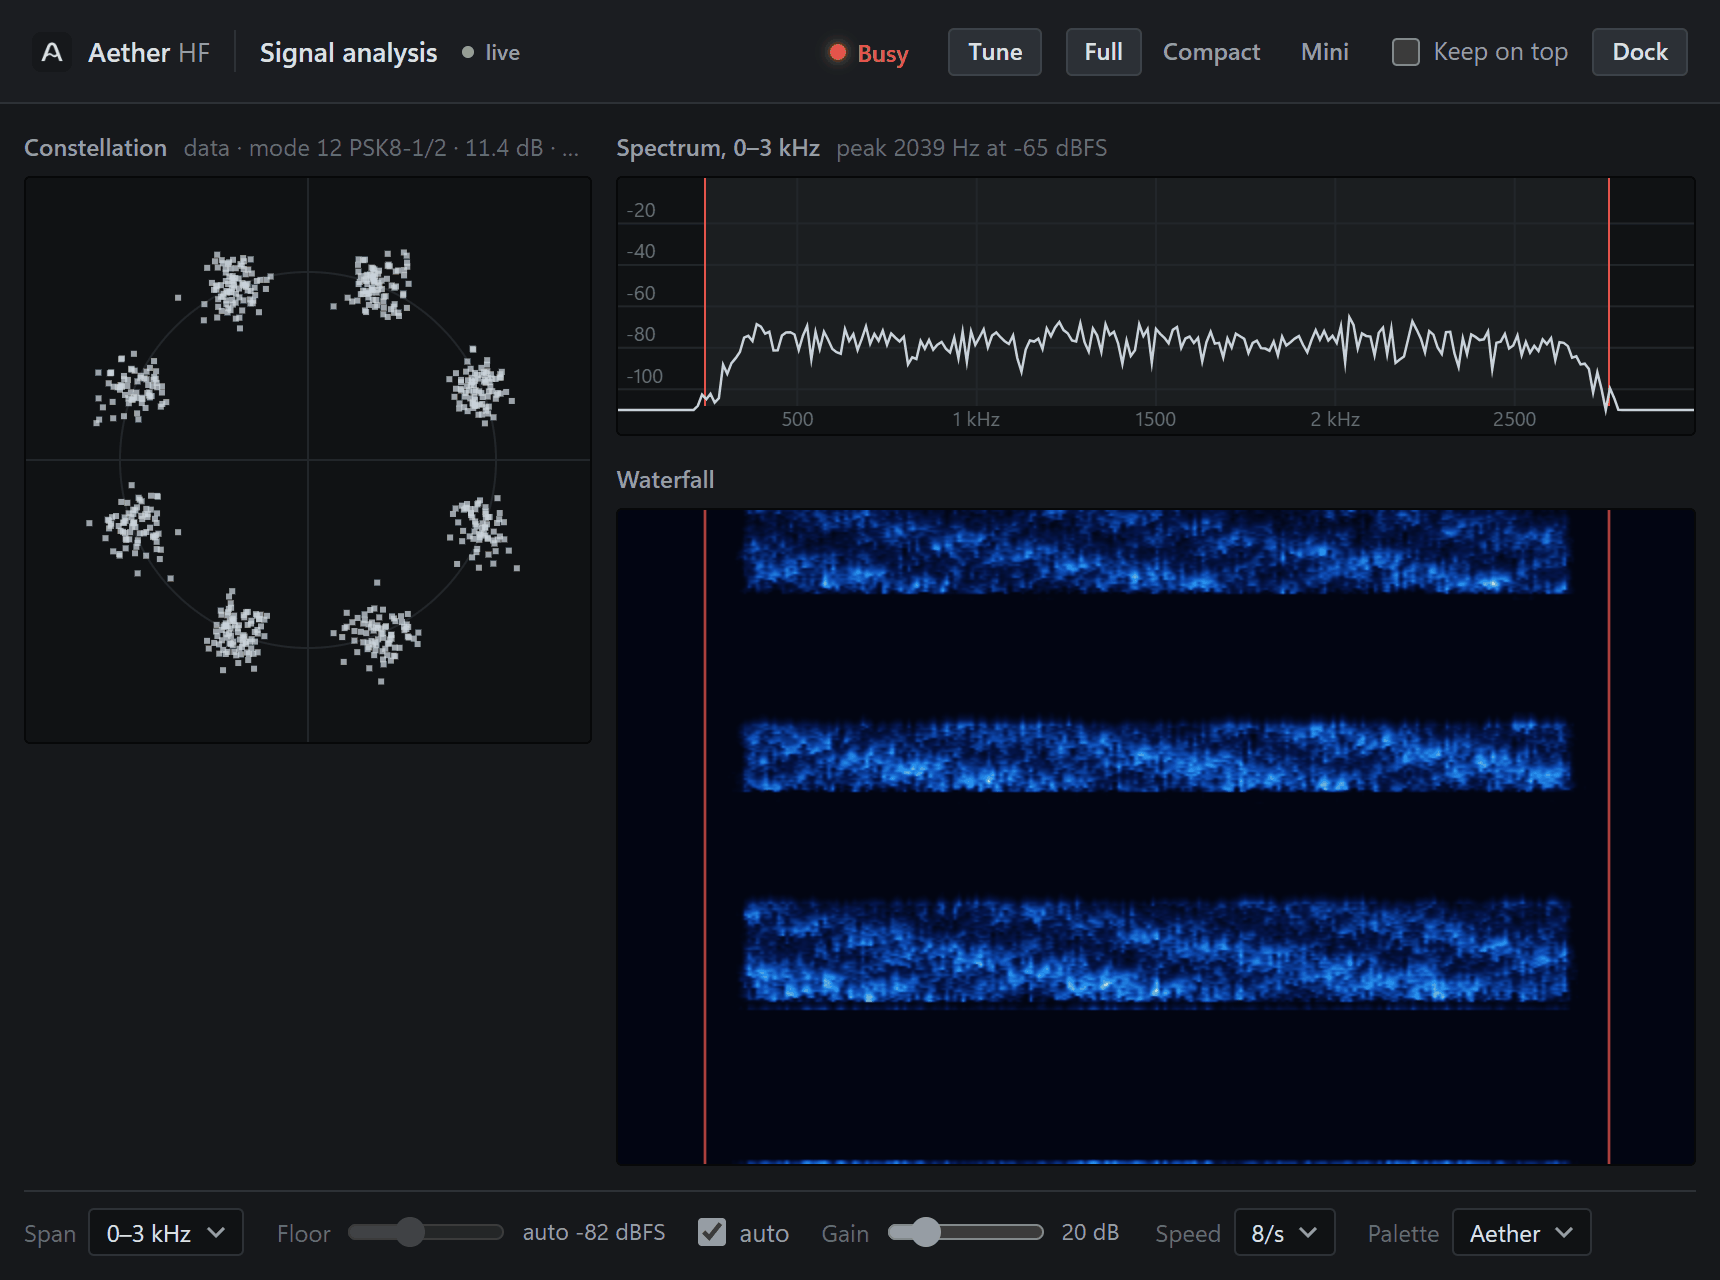 Aether HF
Signal analysis
live
Busy
Tune
Full
Compact
Mini
Keep on top
Dock
Constellation data · mode 12 PSK8-1/2 · 11.4 dB · ...
Spectrum, 0–3 kHz peak 2039 Hz at -65 dBFS
-20
-40
-60
-80
-100
500
1 kHz
1500
2 kHz
2500
Waterfall
Span 0–3 kHz
Floor auto -82 dBFS
auto
Gain 20 dB
Speed 8/s
Palette Aether